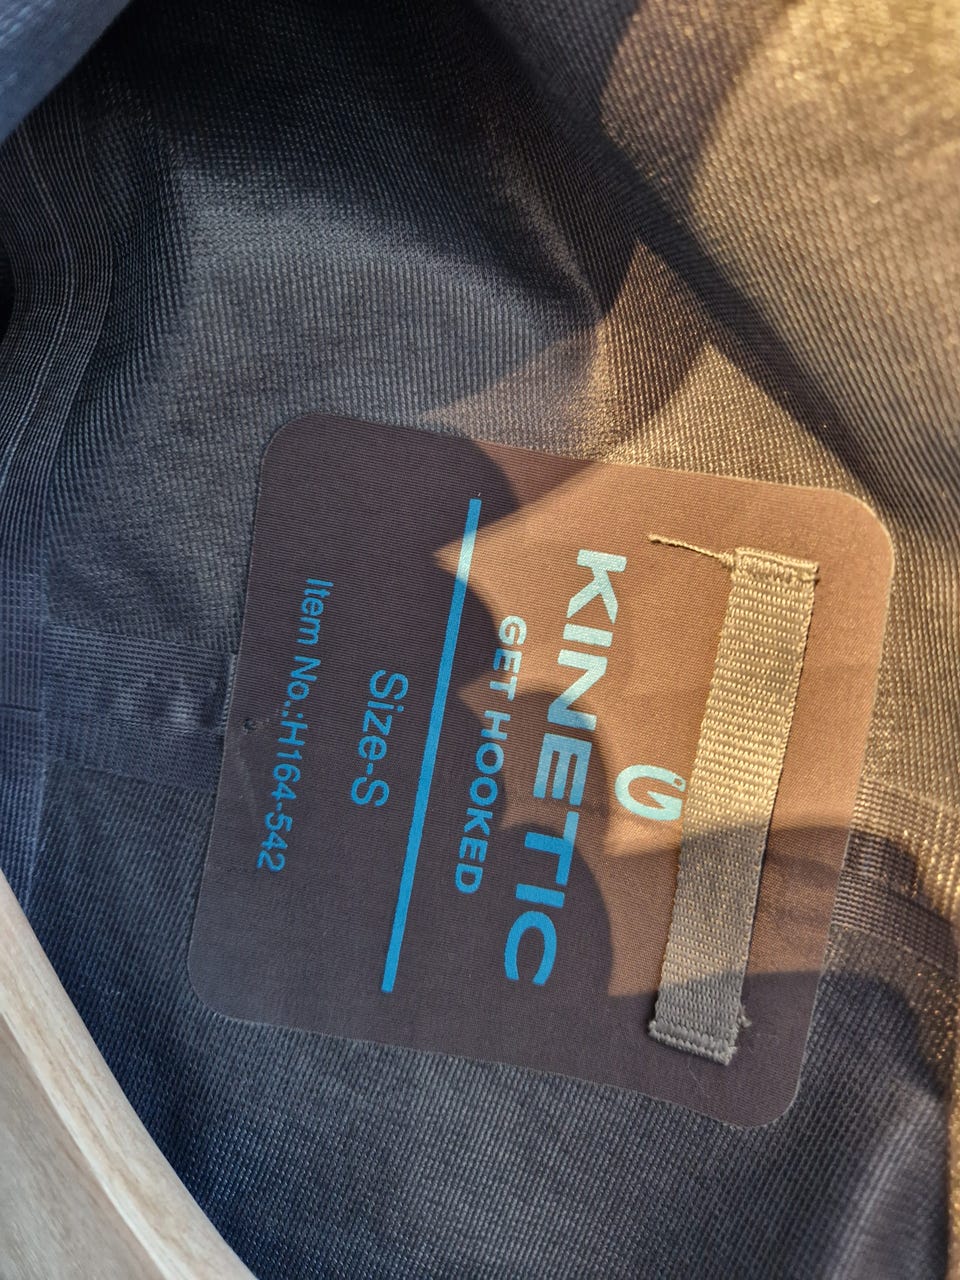 KINETIC
GET HOOKED
Size-S
Item No.:H164-542